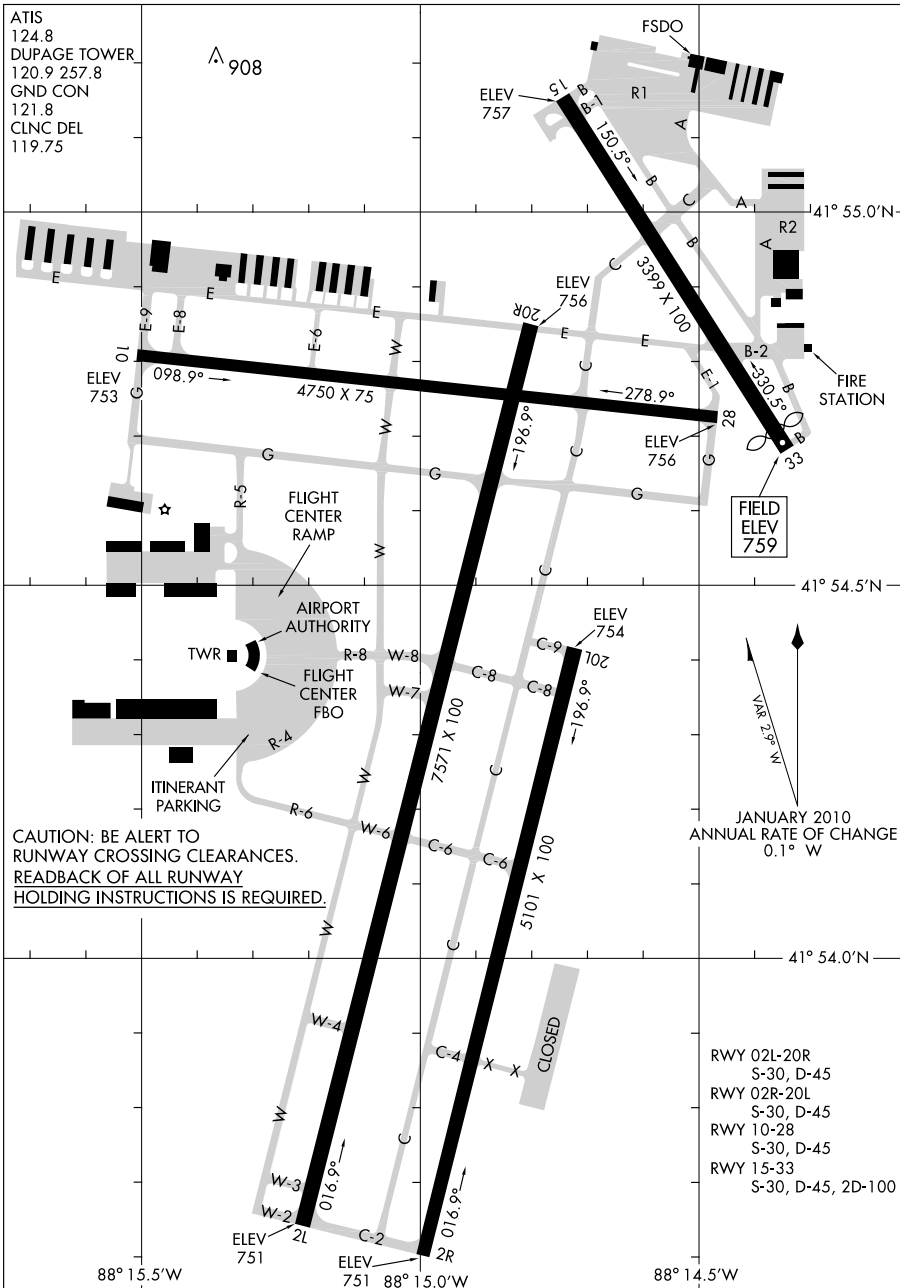 ATIS
124.8
DUPAGE TOWER
120.9 257.8
GND CON
121.8
CLNC DEL
119.75
908
FSDO
ELEV
757
15
B
B-1
R1
A
150.5°
B
C
A
41° 55.0'N
R2
A
B
3399 X 100
C
E
E
E-9
E-8
E-6
E
W
20R
ELEV
756
E
E
C
E-1
B-2
330.5°
B
FIRE
STATION
10
ELEV
753
098.9°
4750 X 75
278.9°
28
ELEV
756
196.9°
B
33
FIELD
ELEV
759
G
W
G
G
C
G
G
R-5
FLIGHT
CENTER
RAMP
W
C
41° 54.5'N
AIRPORT
AUTHORITY
TWR
FLIGHT
CENTER
FBO
R-8
W-8
W-7
C-8
C-8
C-9
ELEV
754
20L
196.9°
VAR 2.9° W
JANUARY 2010
ANNUAL RATE OF CHANGE
0.1° W
R-4
ITINERANT
PARKING
R-6
W
W-6
7571 X 100
C
C-6
C-6
5101 X 100
CAUTION: BE ALERT TO
RUNWAY CROSSING CLEARANCES.
READBACK OF ALL RUNWAY
HOLDING INSTRUCTIONS IS REQUIRED.
W
C
41° 54.0'N
W-4
C-4
X
X
CLOSED
W
C
W-3
W-2
016.9°
016.9°
2L
C-2
2R
ELEV
751
ELEV
751
RWY 02L-20R
S-30, D-45
RWY 02R-20L
S-30, D-45
RWY 10-28
S-30, D-45
RWY 15-33
S-30, D-45, 2D-100
88° 15.5'W
88° 15.0'W
88° 14.5'W